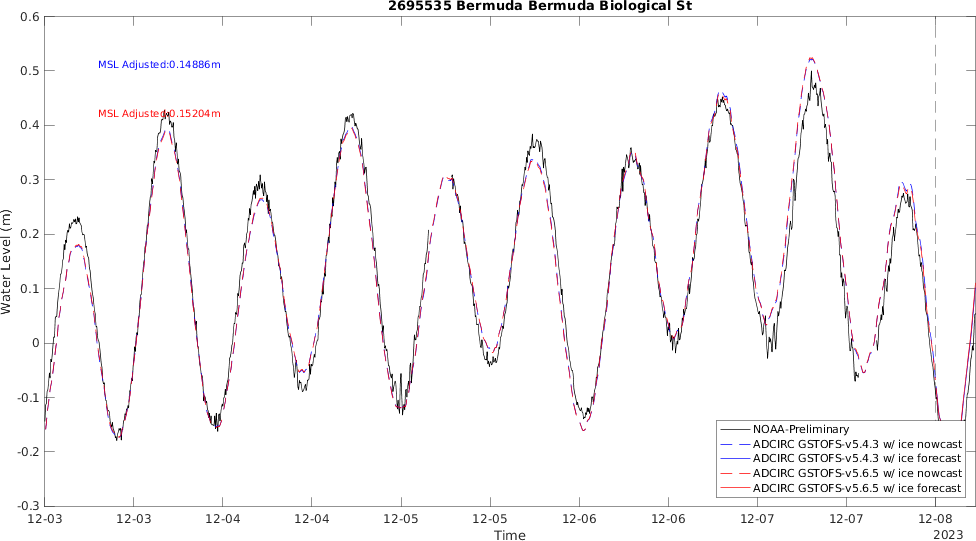 2695535 Bermuda Bermuda Biological St
0.6
0.5
0.4
0.3
0.2
0.1
0
-0.1
-0.2
-0.3
Water Level (m)
MSL Adjusted:0.14886m
MSL Adjusted:0.15204m
NOAA-Preliminary
ADCIRC GSTOFS-v5.4.3 w/ ice nowcast
ADCIRC GSTOFS-v5.4.3 w/ ice forecast
ADCIRC GSTOFS-v5.6.5 w/ ice nowcast
ADCIRC GSTOFS-v5.6.5 w/ ice forecast
12-03 12-03 12-04 12-04 12-05 12-05 12-06 12-06 12-07 12-07 12-08
2023
Time